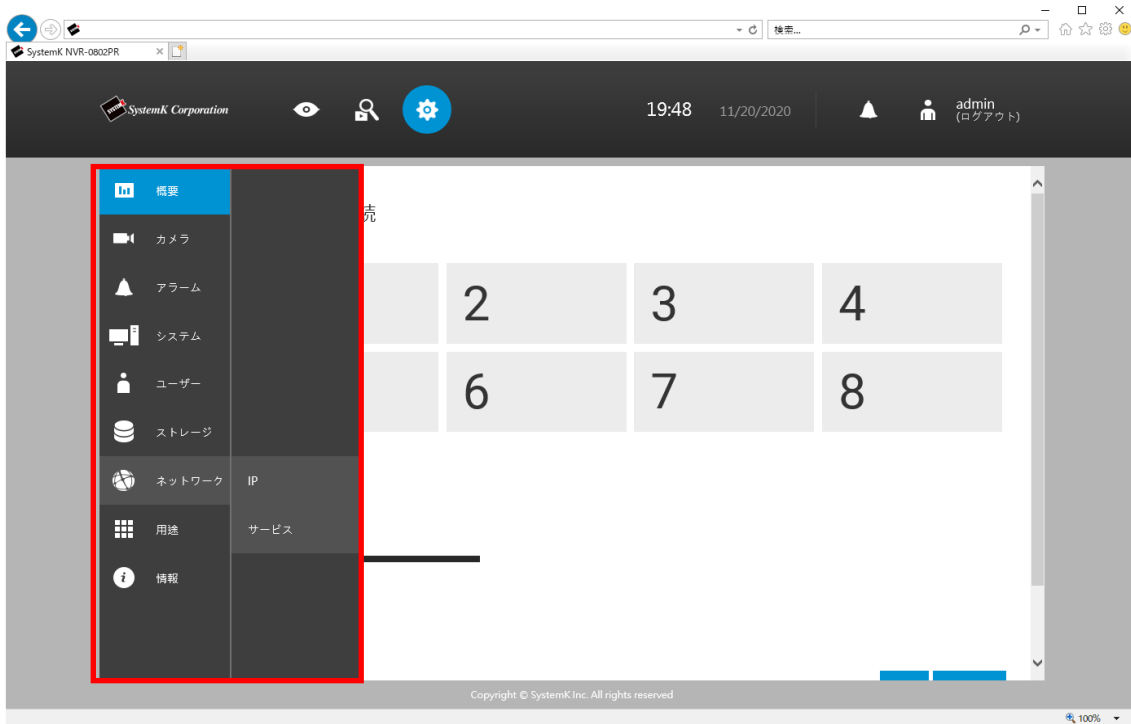 検索...
SystemK NVR-0802PR
SystemK Corporation
19:48
11/20/2020
admin
(ログアウト)
概要
続
カメラ
アラーム
2
3
4
システム
ユーザー
6
7
8
ストレージ
ネットワーク
IP
用途
サービス
情報
Copyright © SystemK Inc. All rights reserved
100%